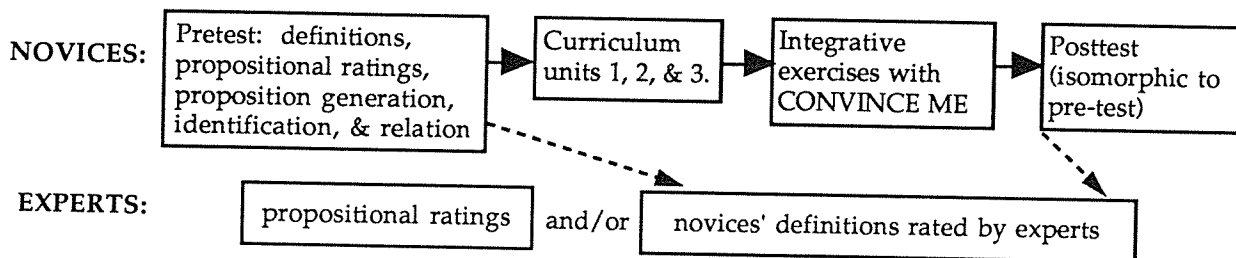 NOVICES:
Pretest: definitions,
propositional ratings,
proposition generation,
identification, & relation
Curriculum
units 1, 2, & 3.
Integrative
exercises with
CONVINCE ME
Posttest
(isomorphic to
pre-test)
EXPERTS:
propositional ratings
and/or
novices' definitions rated by experts